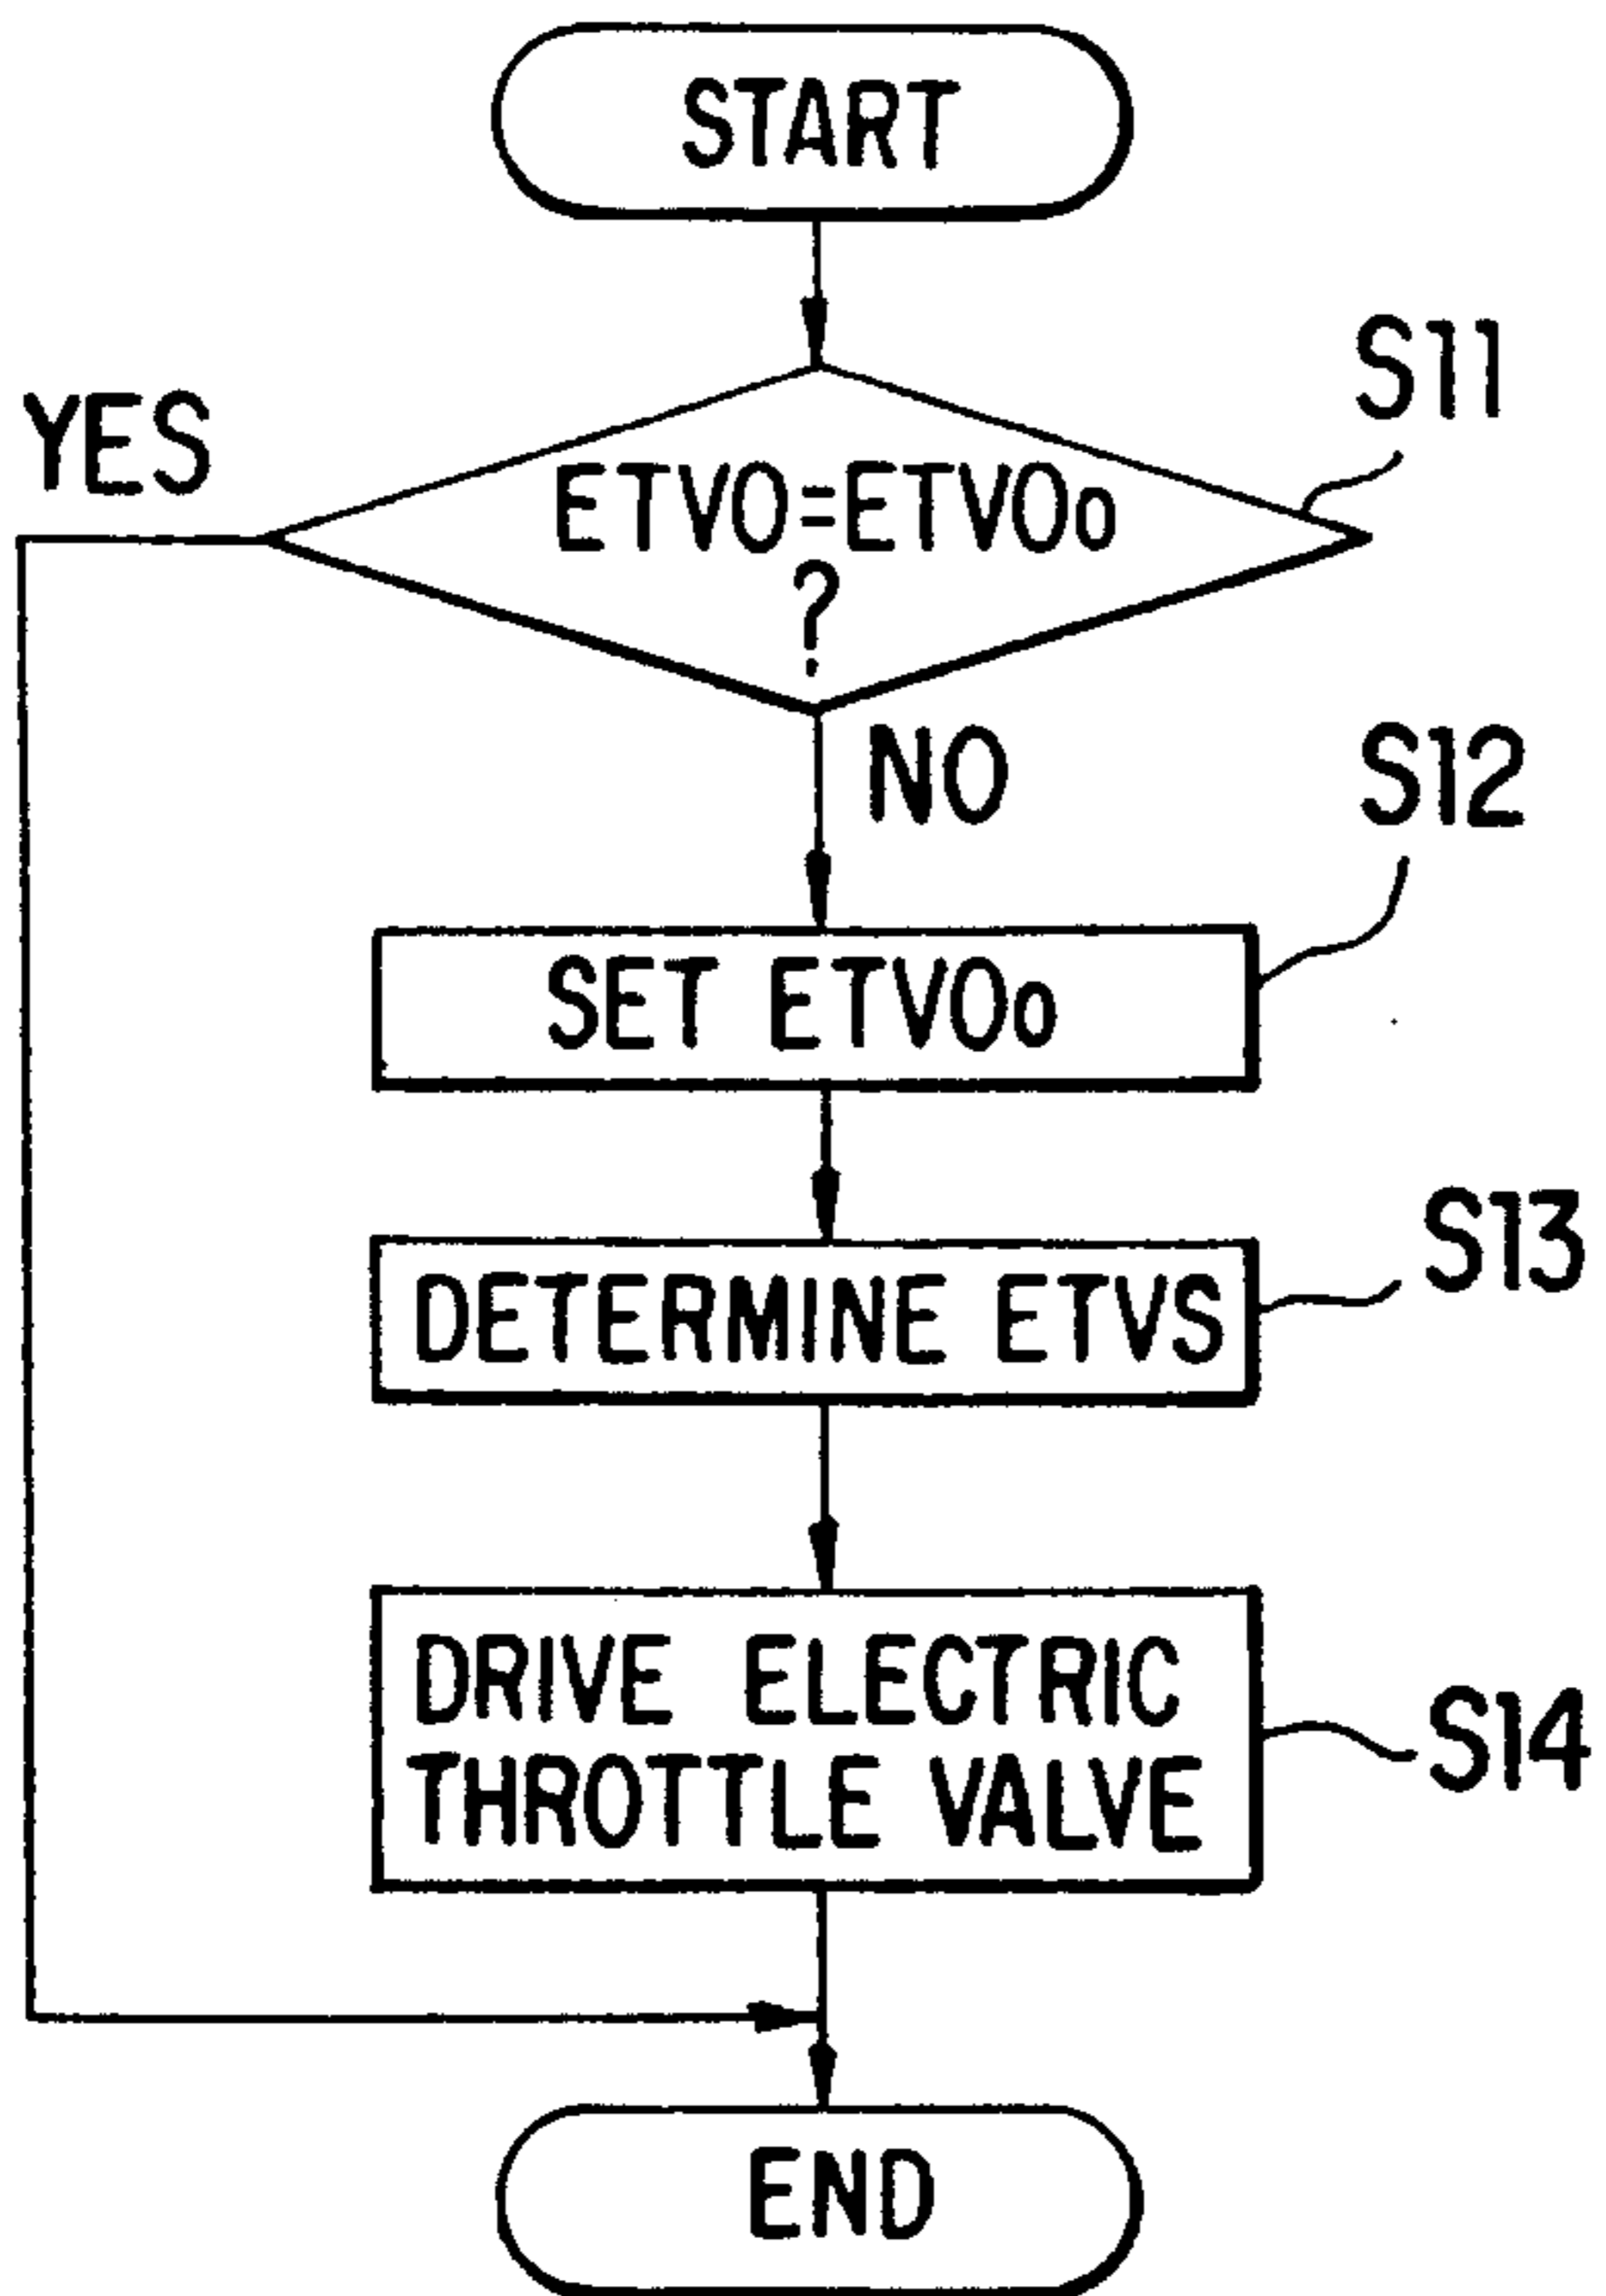 START
S11
YES
ETVO=ETVOo
?
NO
S12
SET ETVOo
S13
DETERMINE ETVS
DRIVE ELECTRIC
THROTTLE VALVE
S14
END